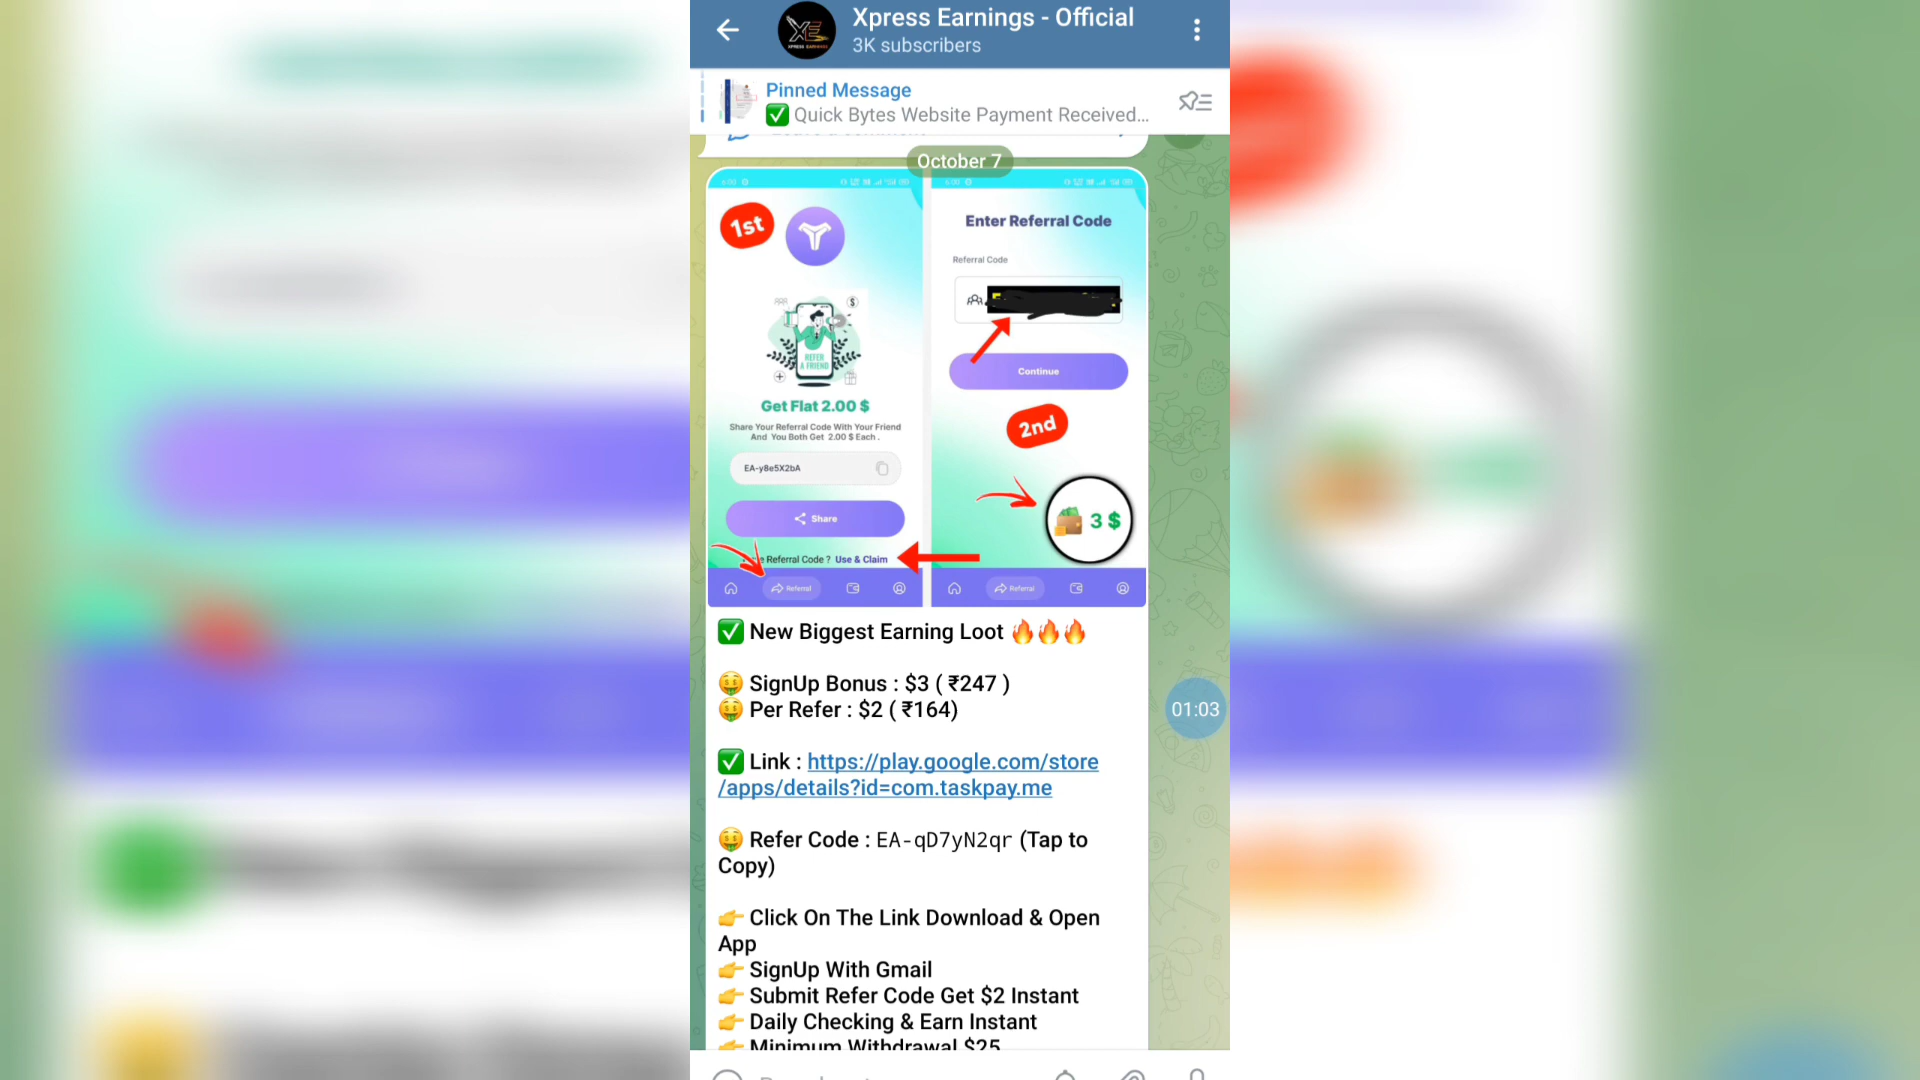 Xpress Earnings - Official
3K subscribers
Pinned Message
✅ Quick Bytes Website Payment Received...
October 7
1st
REFER
A FRIEND
Get Flat 2.00 $
Share Your Referral Code With Your Friend
And You Both Get 2.00 $ Each .
EA-y8e5X2bA
Share
Referral Code ? Use & Claim
Referral
Enter Referral Code
Referral Code
Continue
2nd
3 $
Referral
✅ New Biggest Earning Loot 🔥🔥🔥
🤑 SignUp Bonus : $3 ( ₹247 )
🤑 Per Refer : $2 ( ₹164)
01:03
✅ Link : https://play.google.com/store
/apps/details?id=com.taskpay.me
🤑 Refer Code : EA-qD7yN2qr (Tap to
Copy)
👉 Click On The Link Download & Open
App
👉 SignUp With Gmail
👉 Submit Refer Code Get $2 Instant
👉 Daily Checking & Earn Instant
👉 Minimum Withdrawal $25